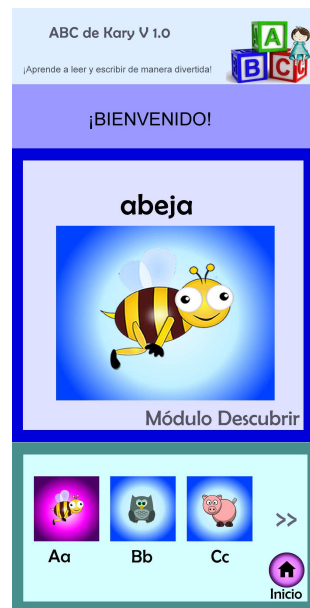 ABC de Kary V 1.0
¡Aprende a leer y escribir de manera divertida!
A
B C
¡BIENVENIDO!
abeja
Módulo Descubrir
Aa Bb Cc
>>
Inicio